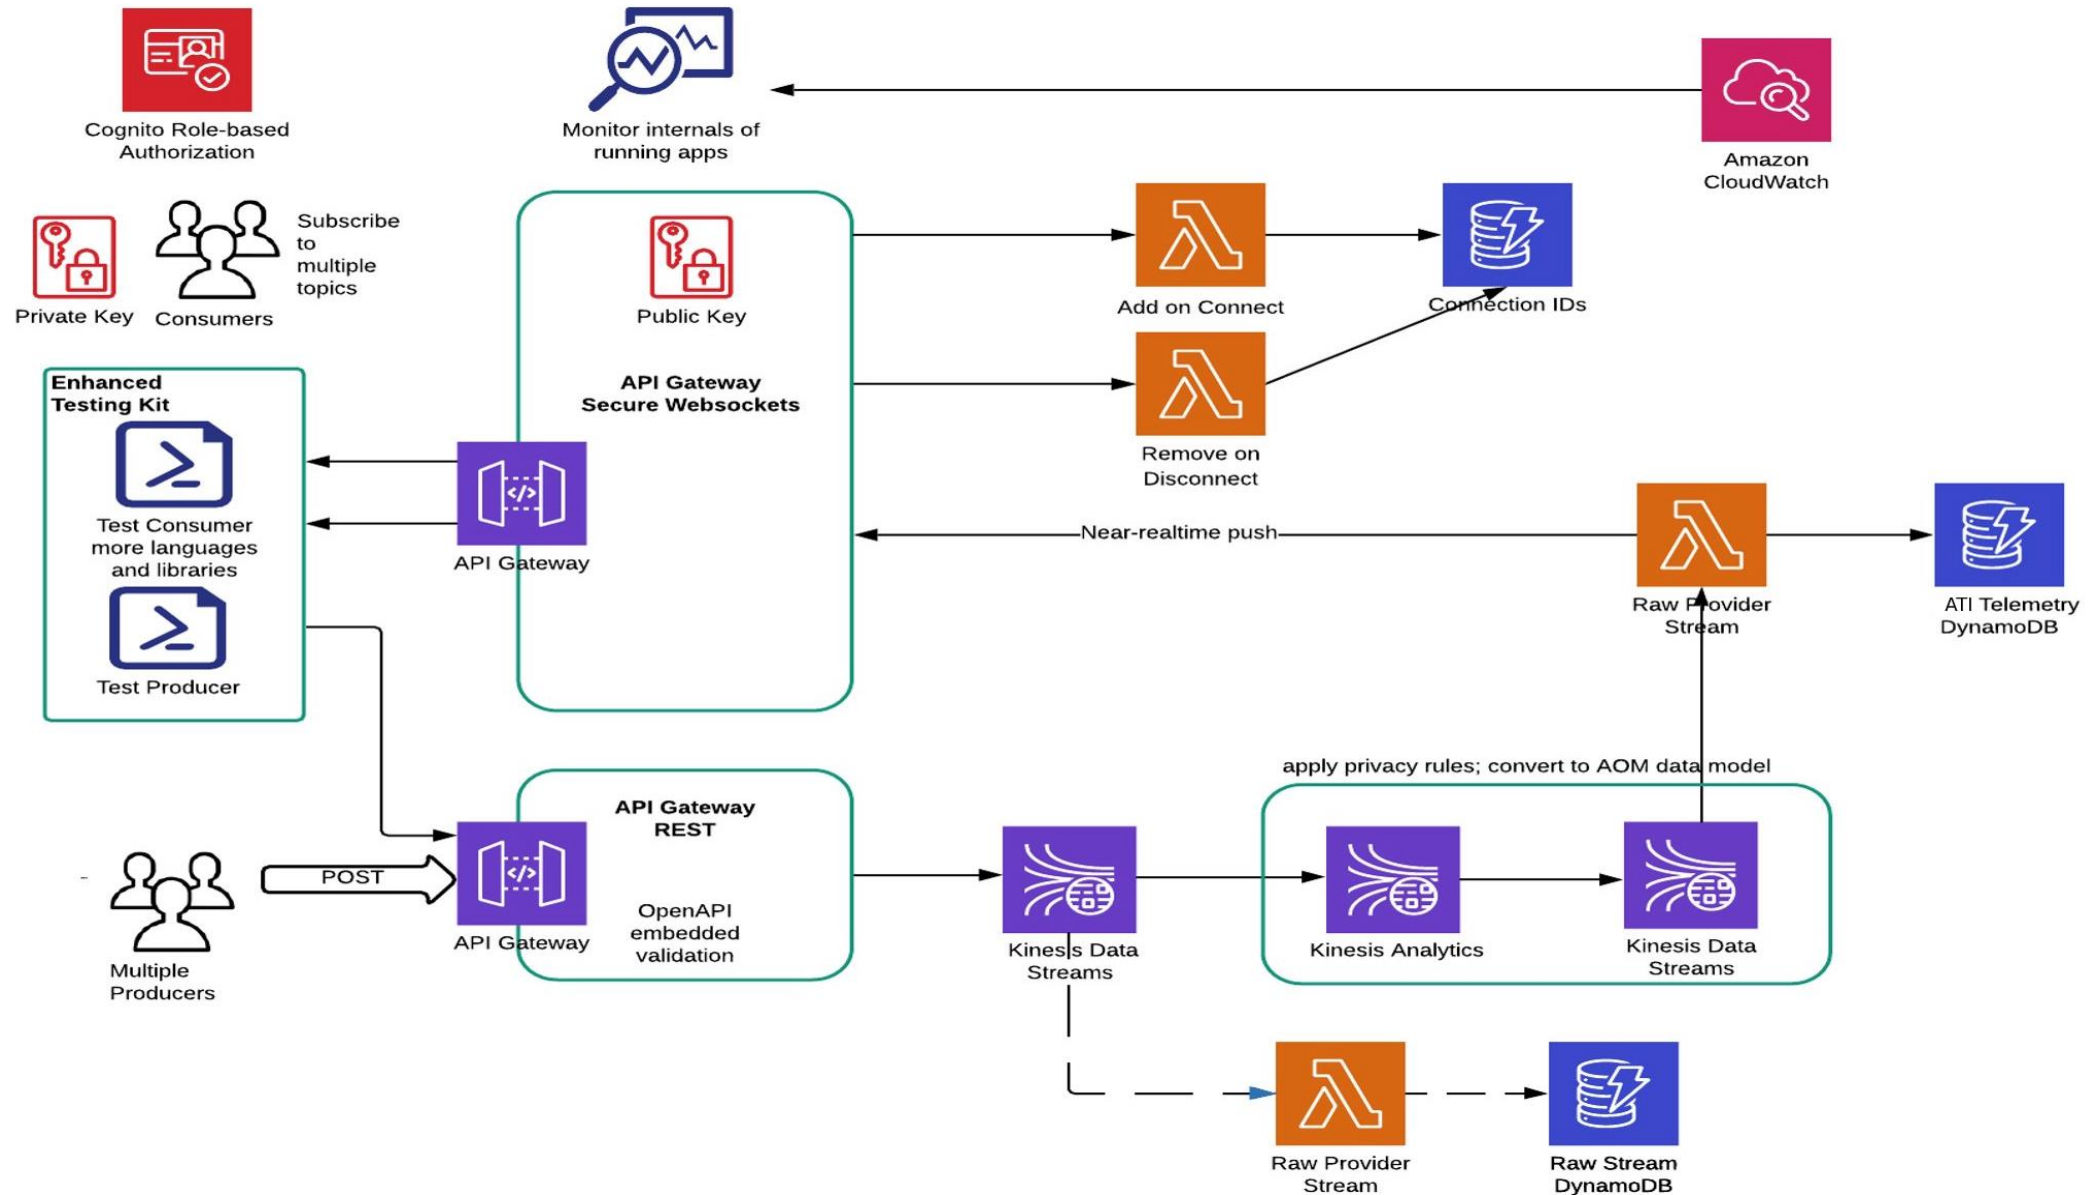 Cognito Role-based
Authorization
Monitor internals of
running apps
Amazon
CloudWatch
Private Key
Consumers
Subscribe
to
multiple
topics
Public Key
API Gateway
Secure Websockets
Add on Connect
Connection IDs
Remove on
Disconnect
Enhanced
Testing Kit
Test Consumer
more languages
and libraries
Test Producer
API Gateway
Near-realtime push
Raw Provider
Stream
ATI Telemetry
DynamoDB
apply privacy rules; convert to AOM data model
API Gateway
REST
OpenAPI
embedded
validation
POST
API Gateway
-
Multiple
Producers
Kinesis Data
Streams
Kinesis Analytics
Kinesis Data
Streams
Raw Provider
Stream
Raw Stream
DynamoDB